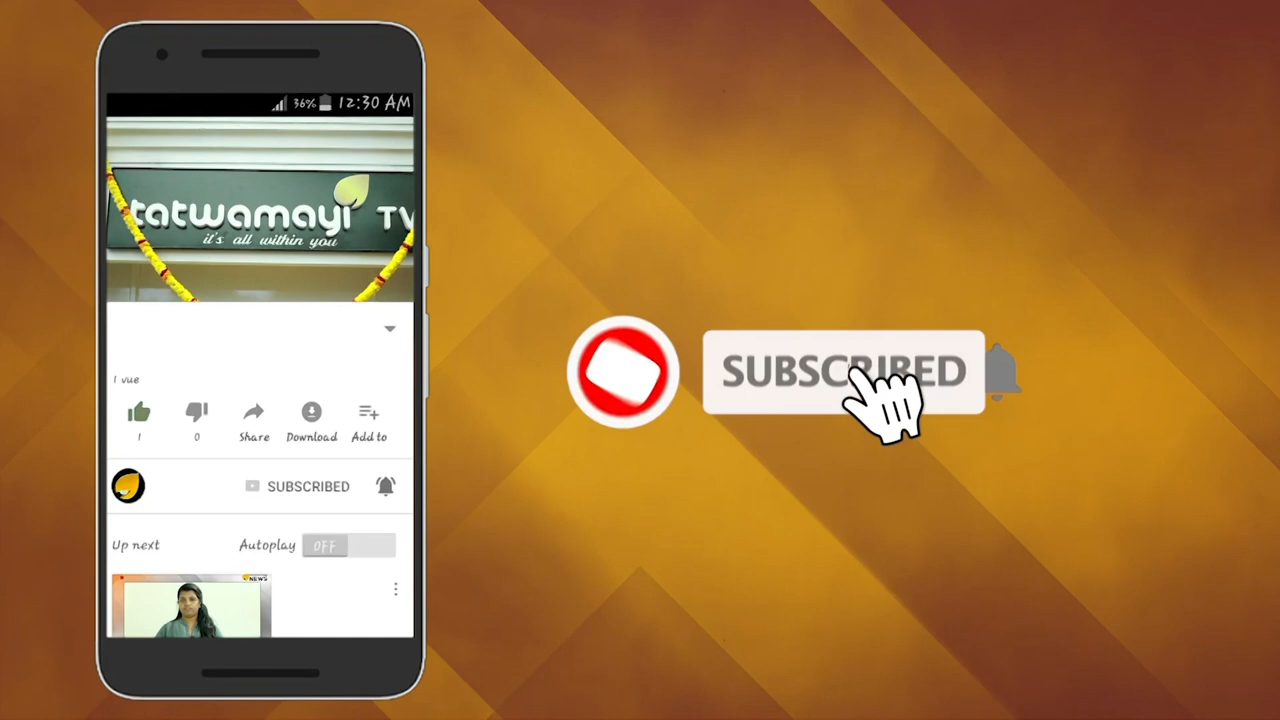 36% 12:30 AM
tatwamayi TV
it's all within you
1 vue
1 0 Share Download Add to
SUBSCRIBED
Up next Autoplay OFF
NEWS
SUBSCRIBED